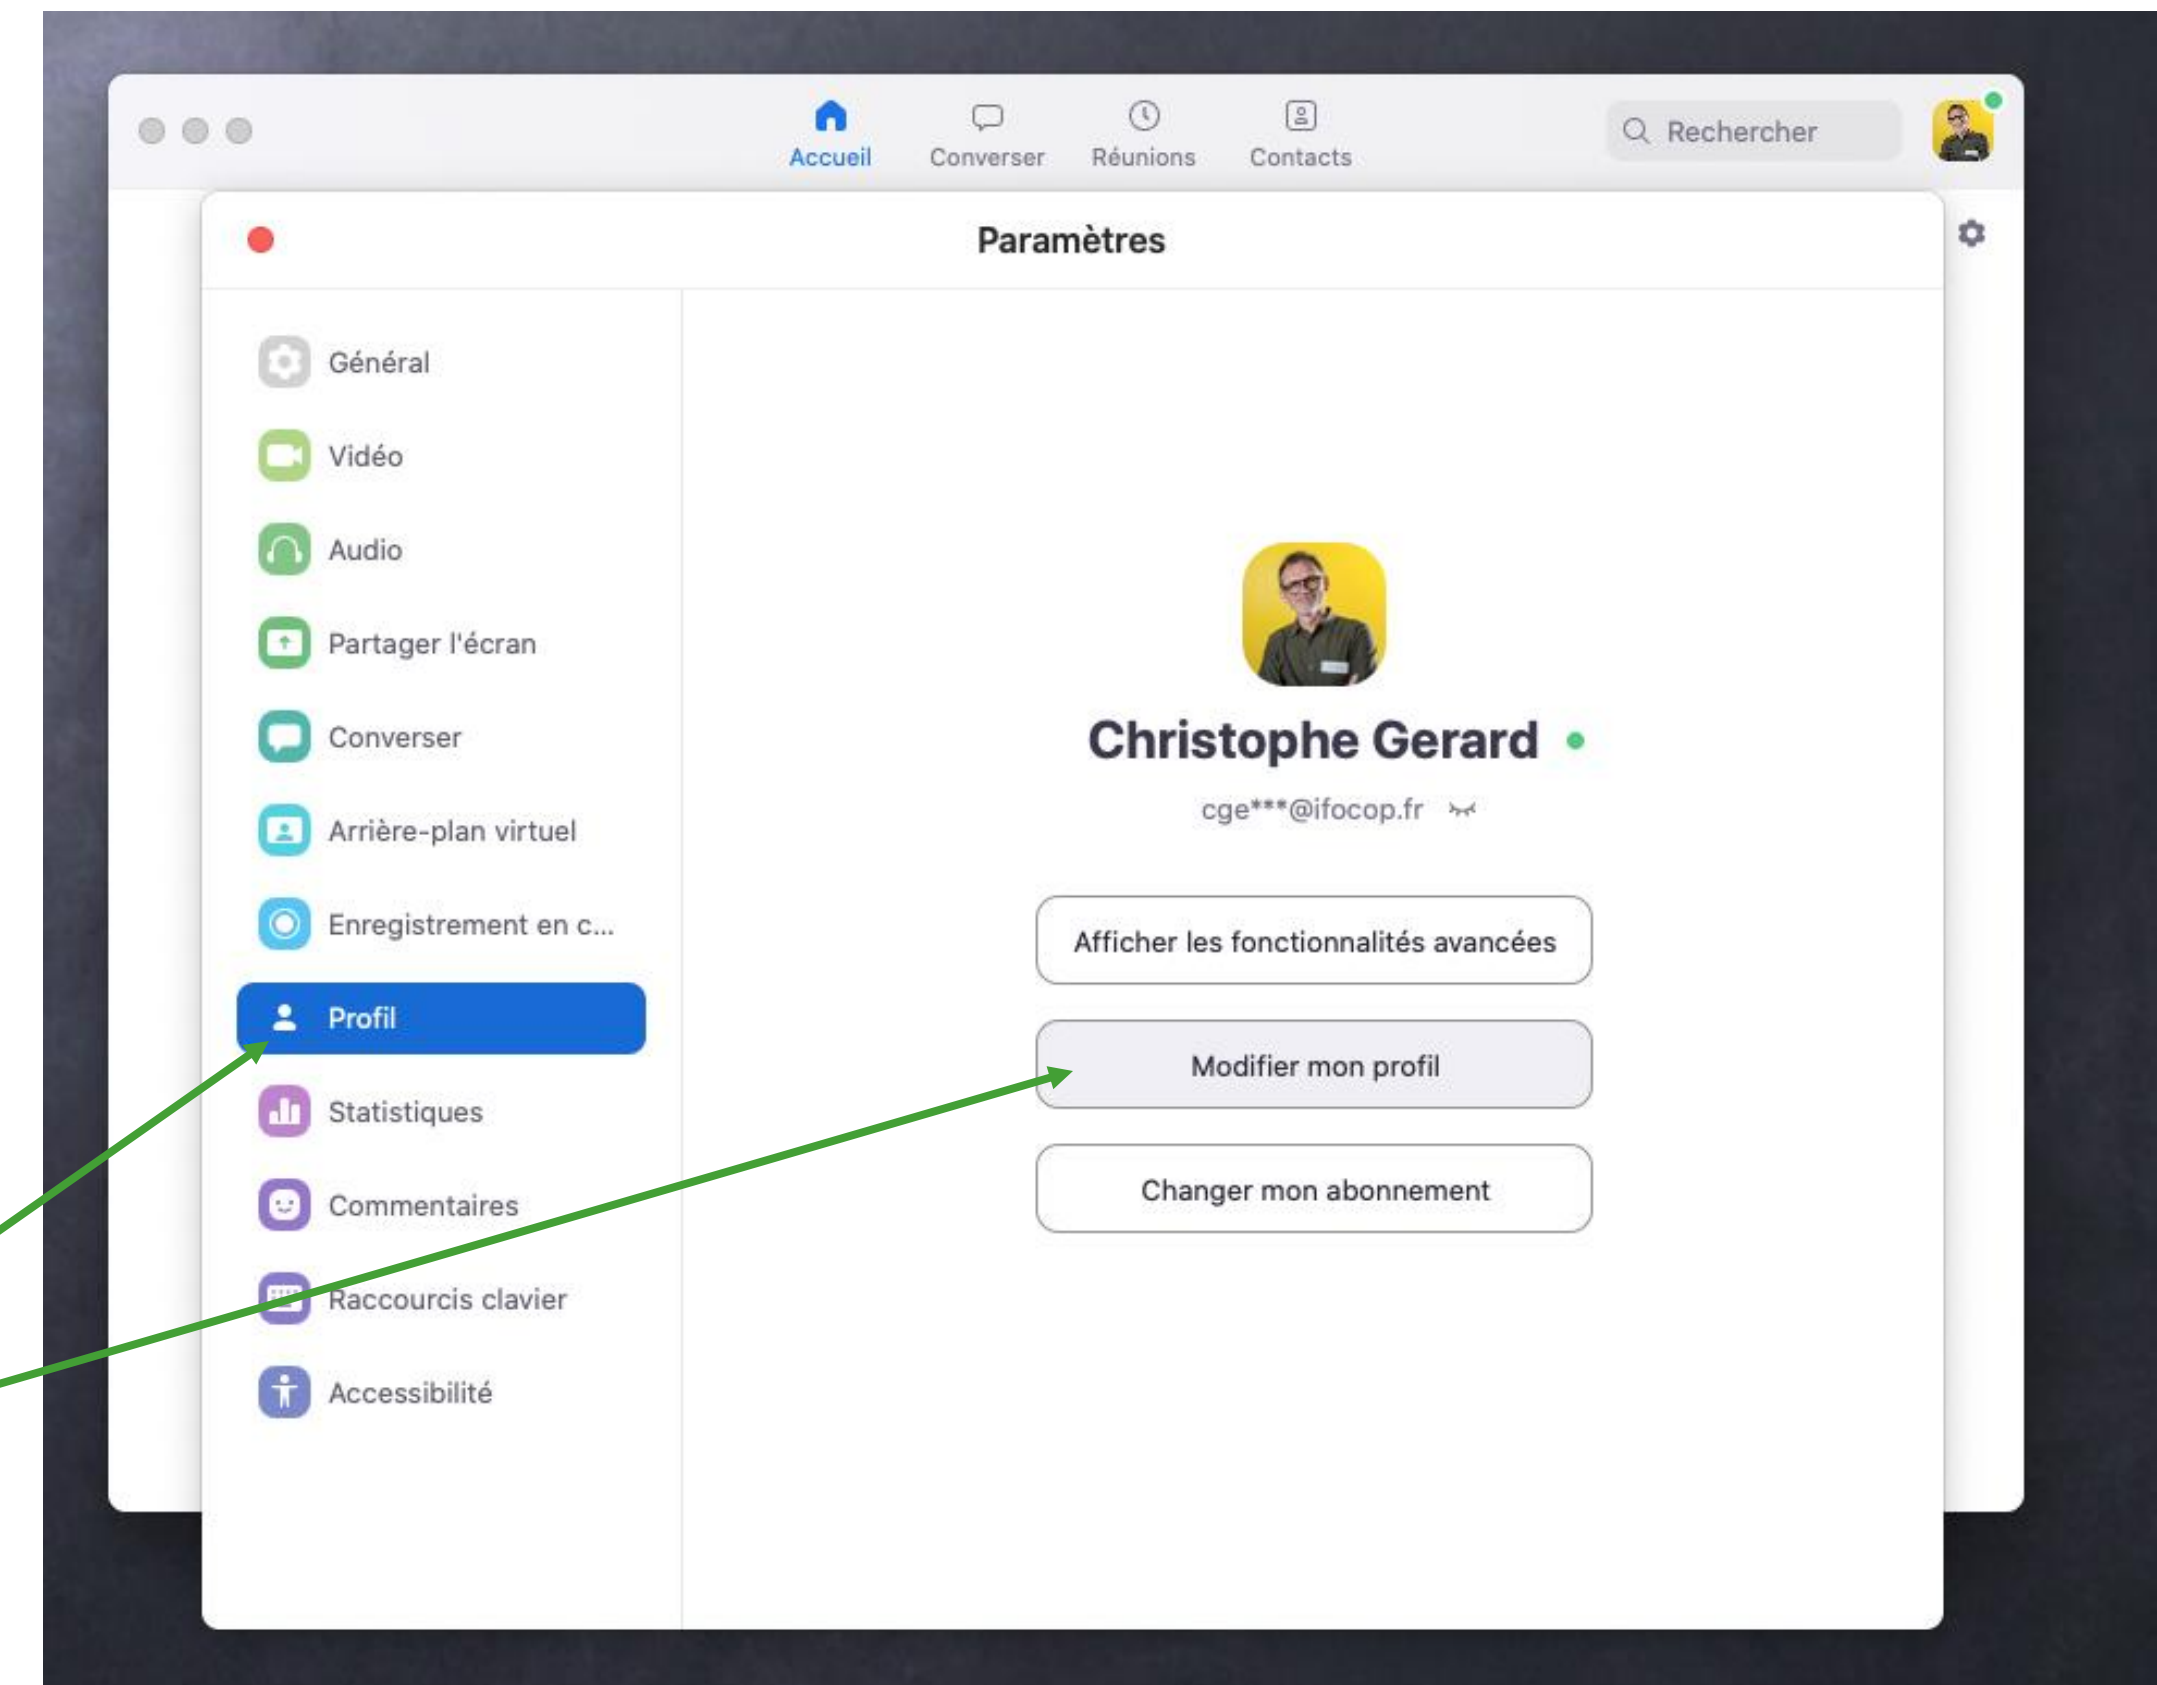 Accueil
Converser
Réunions
Contacts
Rechercher
Paramètres
Général
Vidéo
Audio
Partager l'écran
Converser
Arrière-plan virtuel
Enregistrement en c...
Profil
Statistiques
Commentaires
Raccourcis clavier
Accessibilité
Christophe Gerard
cge***@ifocop.fr
Afficher les fonctionnalités avancées
Modifier mon profil
Changer mon abonnement